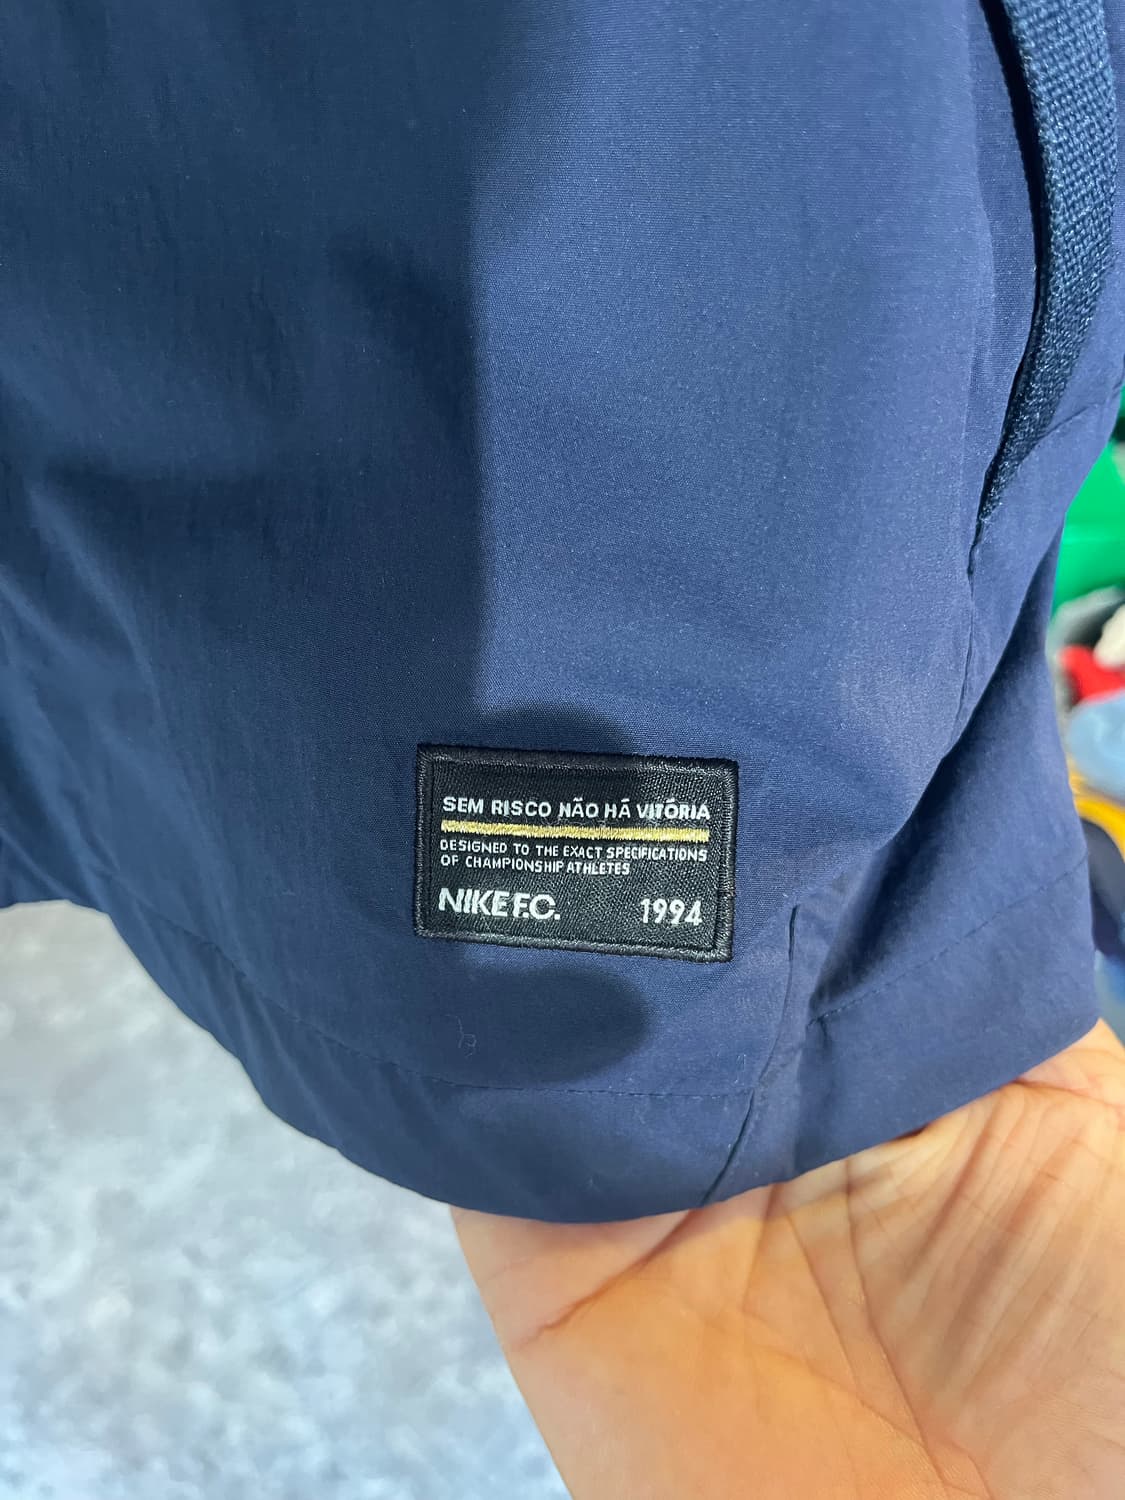 SEM RISCO NÃO HÁ VITÓRIA
DESIGNED TO THE EXACT SPECIFICATIONS
OF CHAMPIONSHIP ATHLETES
NIKE F.C. 1994